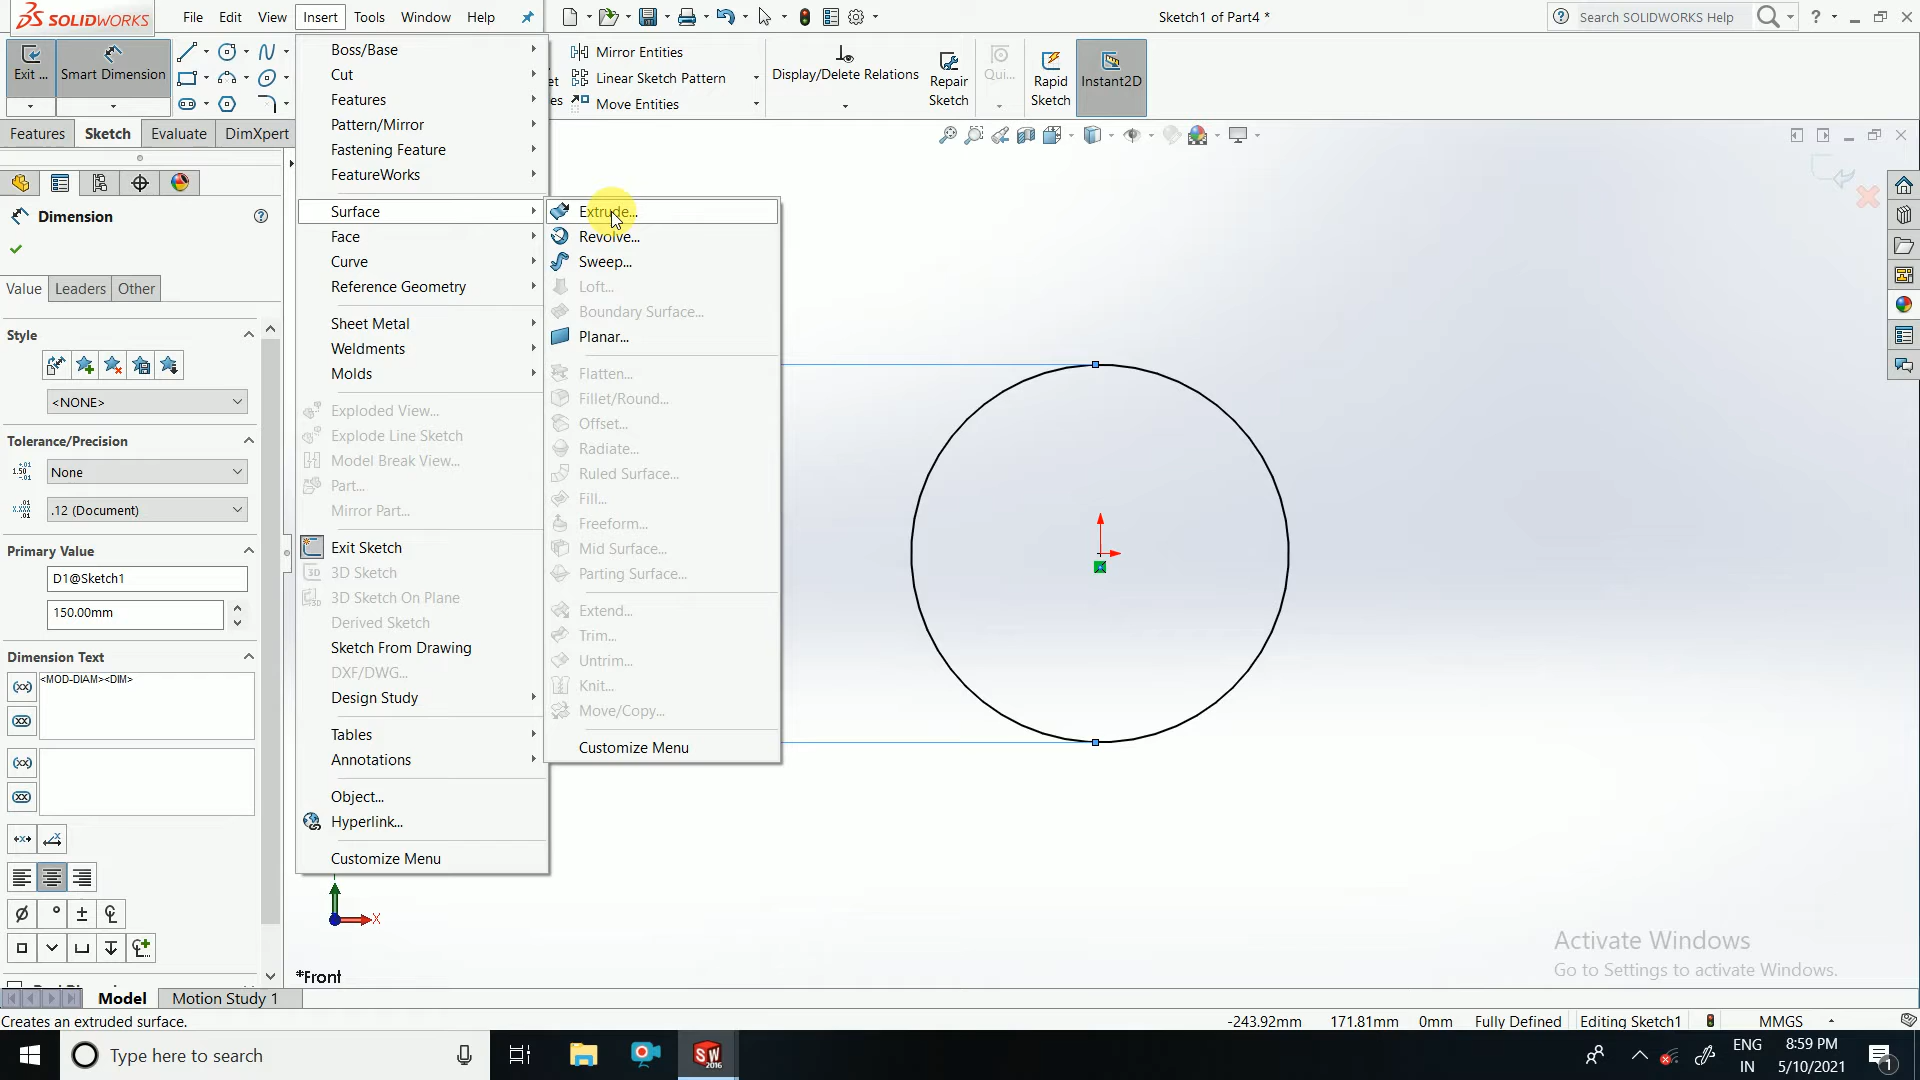 SOLIDWORKS
File
Edit
View
Insert
Tools
Window
Help
Sketch1 of Part4 *
Search SOLIDWORKS Help
Exit ...
Smart Dimension
Mirror Entities
Linear Sketch Pattern
Move Entities
Display/Delete Relations
Repair
Sketch
Qui...
Rapid
Sketch
Instant2D
Features
Sketch
Evaluate
DimXpert
Dimension
Value
Leaders
Other
Style
<NONE>
Tolerance/Precision
None
.12 (Document)
Primary Value
D1@Sketch1
150.00mm
Dimension Text
<MOD-DIAM><DIM>
Boss/Base
Cut
Features
Pattern/Mirror
Fastening Feature
FeatureWorks
Surface
Face
Curve
Reference Geometry
Sheet Metal
Weldments
Molds
Exploded View...
Explode Line Sketch
Model Break View...
Part...
Mirror Part...
Exit Sketch
3D Sketch
3D Sketch On Plane
Derived Sketch
Sketch From Drawing
DXF/DWG...
Design Study
Tables
Annotations
Object...
Hyperlink...
Customize Menu
Extrude...
Revolve...
Sweep...
Loft...
Boundary Surface...
Planar...
Flatten...
Fillet/Round...
Offset...
Radiate...
Ruled Surface...
Fill...
Freeform...
Mid Surface...
Parting Surface...
Extend...
Trim...
Untrim...
Knit...
Move/Copy...
Customize Menu
X
*Front
Activate Windows
Go to Settings to activate Windows.
Model
Motion Study 1
Creates an extruded surface.
-243.92mm
171.81mm
0mm
Fully Defined
Editing Sketch1
MMGS
Type here to search
SW
2016
ENG
IN
8:59 PM
5/10/2021
1